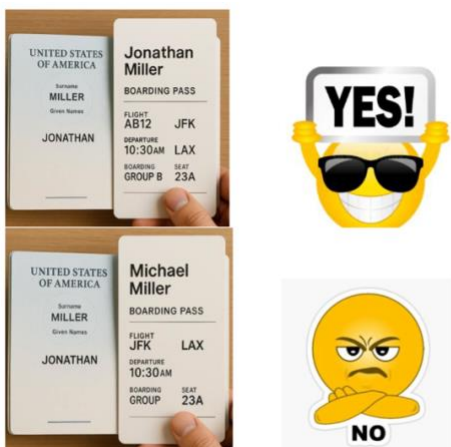 UNITED STATES
OF AMERICA
Surname
MILLER
Given Names
JONATHAN
Jonathan
Miller
BOARDING PASS
FLIGHT
AB12 JFK
DEPARTURE
10:30AM LAX
BOARDING SEAT
GROUP B 23A
YES!
UNITED STATES
OF AMERICA
Surname
MILLER
Given Names
JONATHAN
Michael
Miller
BOARDING PASS
FLIGHT
JFK LAX
DEPARTURE
10:30AM
BOARDING SEAT
GROUP 23A
NO